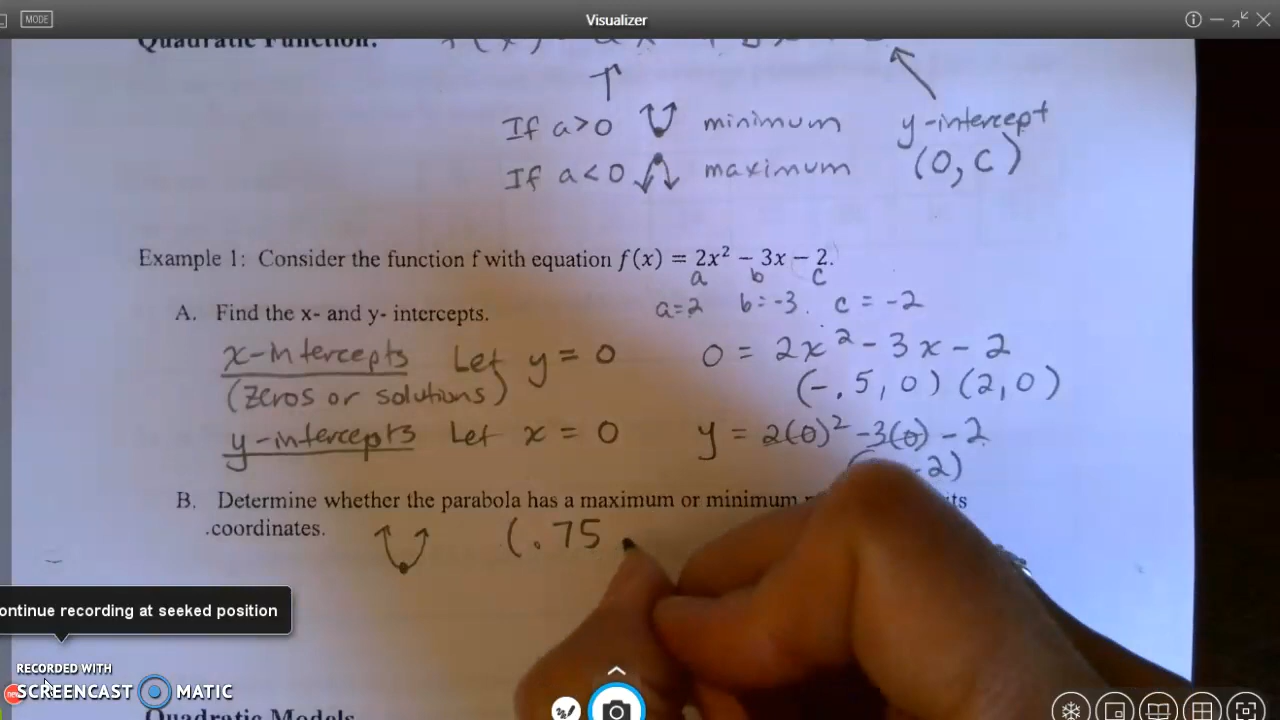 MODE
Visualizer
Quadratic Function:
If a>0 minimum
y-intercept
If a<0 maximum
(0, C)
Example 1: Consider the function f with equation f(x) = 2x² − 3x − 2.
a b c
a=2 b=-3. c = -2
A. Find the x- and y- intercepts.
x-intercepts Let y = 0 0 = 2x² - 3x - 2
(zeros or solutions) (-.5, 0) (2,0)
y-intercepts Let x = 0 y = 2(0)² -3(0) - 2
-2)
B. Determine whether the parabola has a maximum or minimum its
coordinates. (.75
ontinue recording at seeked position
RECORDED WITH
SCREENCAST MATIC
Quadratic Models